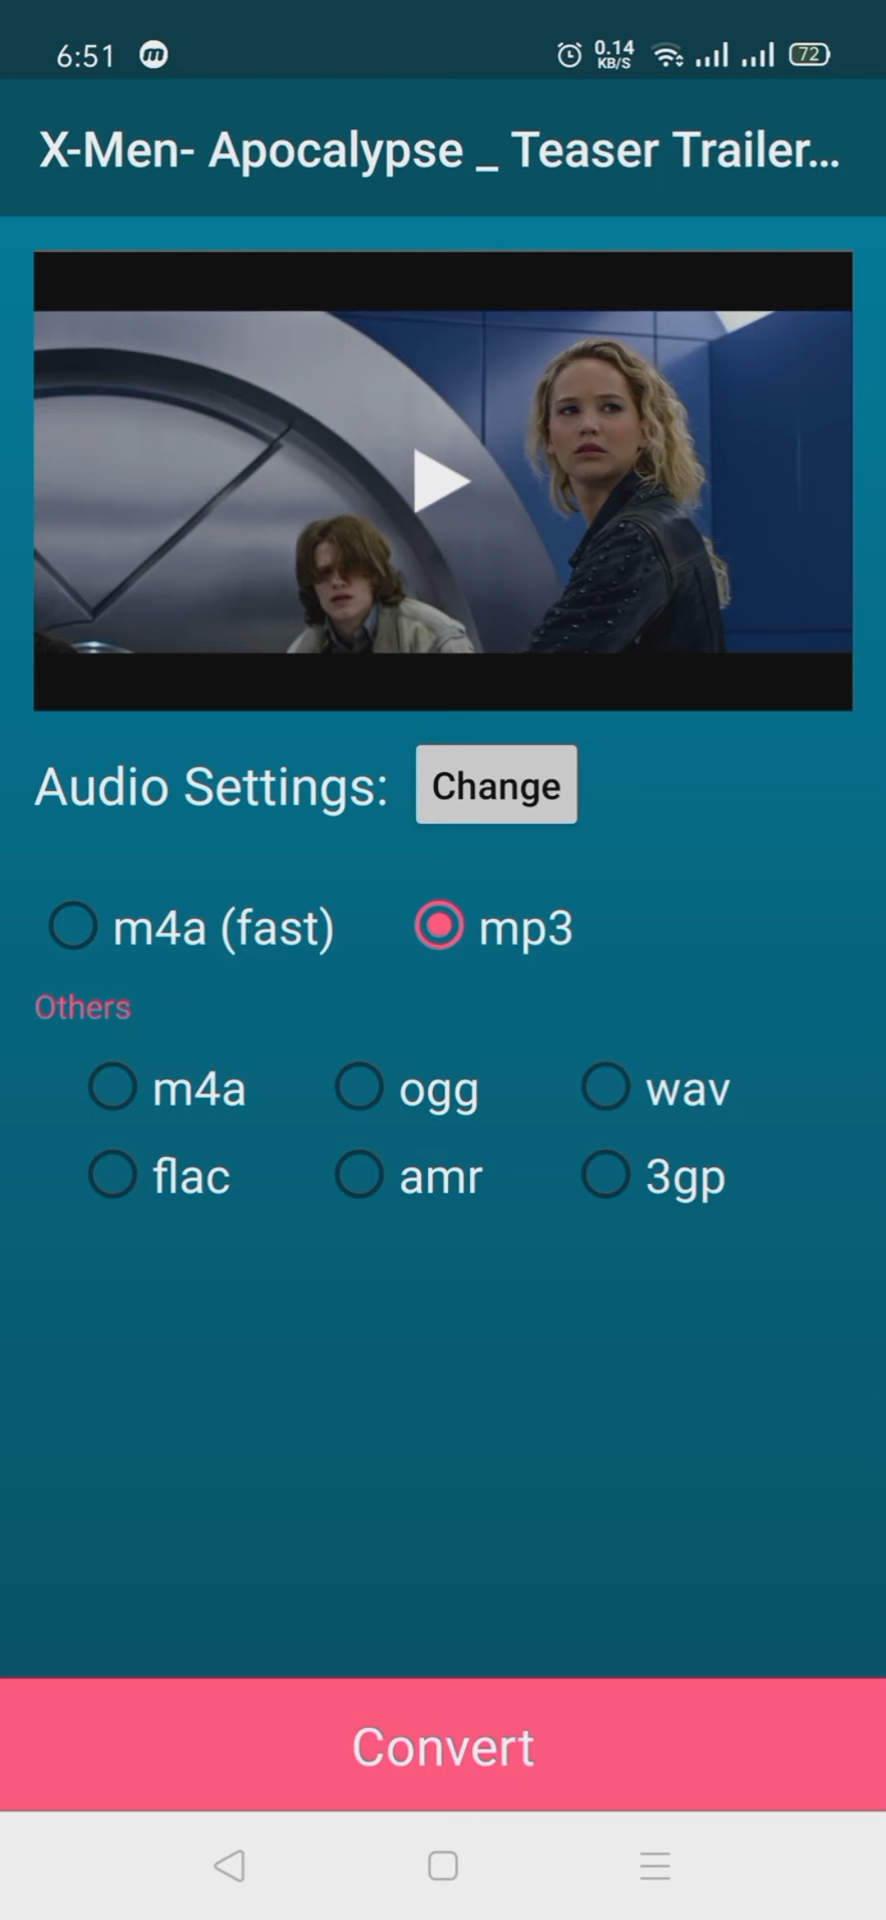 6:51 m 0.14 KB/S 72
X-Men- Apocalypse _ Teaser Trailer...
Audio Settings: Change
m4a (fast) mp3
Others
m4a ogg wav
flac amr 3gp
Convert